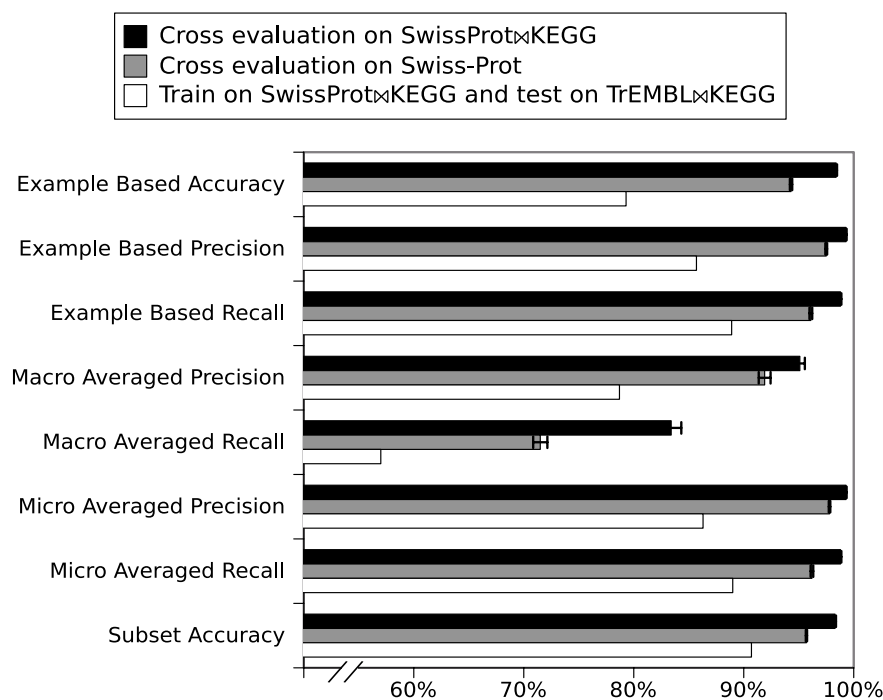 Cross evaluation on SwissProt⋈KEGG
Cross evaluation on Swiss-Prot
Train on SwissProt⋈KEGG and test on TrEMBL⋈KEGG
Example Based Accuracy
Example Based Precision
Example Based Recall
Macro Averaged Precision
Macro Averaged Recall
Micro Averaged Precision
Micro Averaged Recall
Subset Accuracy
60% 70% 80% 90% 100%